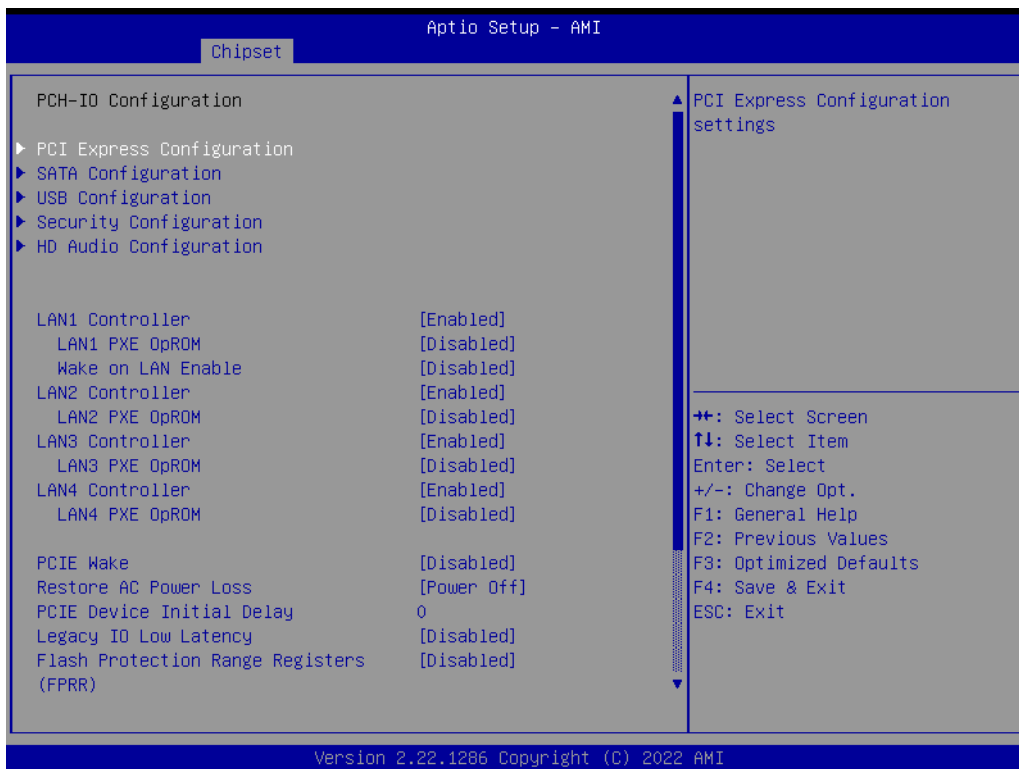 Aptio Setup – AMI
Chipset
PCH-IO Configuration
PCI Express Configuration
SATA Configuration
USB Configuration
Security Configuration
HD Audio Configuration
LAN1 Controller [Enabled]
LAN1 PXE OpROM [Disabled]
Wake on LAN Enable [Disabled]
LAN2 Controller [Enabled]
LAN2 PXE OpROM [Disabled]
LAN3 Controller [Enabled]
LAN3 PXE OpROM [Disabled]
LAN4 Controller [Enabled]
LAN4 PXE OpROM [Disabled]
PCIE Wake [Disabled]
Restore AC Power Loss [Power Off]
PCIE Device Initial Delay 0
Legacy IO Low Latency [Disabled]
Flash Protection Range Registers [Disabled]
(FPRR)
PCI Express Configuration
settings
→←: Select Screen
↑↓: Select Item
Enter: Select
+/-: Change Opt.
F1: General Help
F2: Previous Values
F3: Optimized Defaults
F4: Save & Exit
ESC: Exit
Version 2.22.1286 Copyright (C) 2022 AMI